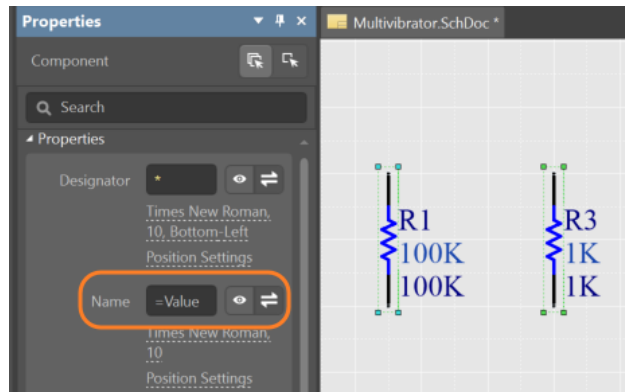 Properties
Multivibrator.SchDoc *
Component
Search
Properties
Designator *
Times New Roman,
10, Bottom-Left
Position Settings
Name =Value
Times New Roman,
10
Position Settings
R1
100K
100K
R3
1K
1K